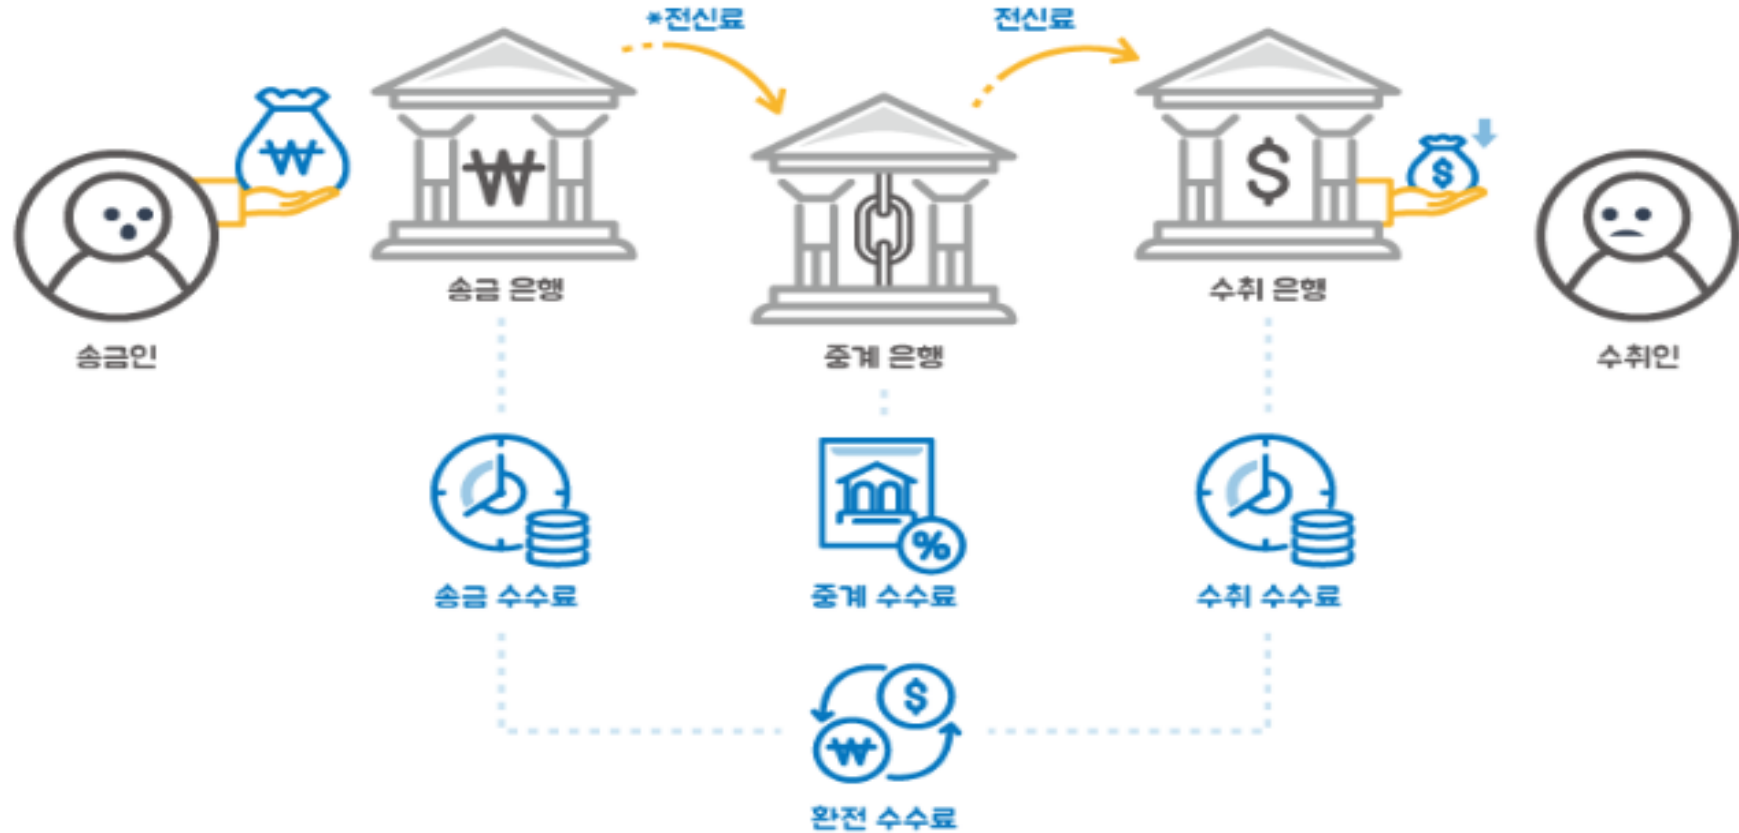 *전신료
전신료
₩
₩
$
$
송금 은행
수취 은행
송금인
중계 은행
수취인
%
송금 수수료
중계 수수료
수취 수수료
$
₩
환전 수수료